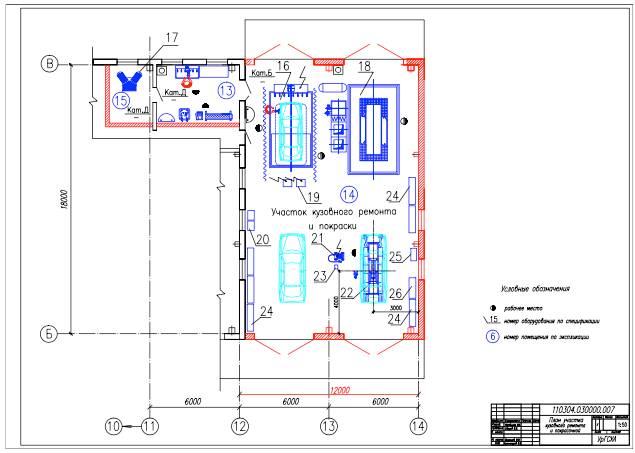 17
16
18
В
Кат.Б
13
15
Кат.Д
Кат.Д
19
14
24
Участок кузовного ремонта
и покраски
20
21
25
23
22
26
24
24
18000
4000
3000
Б
12000
6000
6000
6000
10
11
12
13
14
Условные обозначения
рабочее место
15 номер оборудования по спецификации
6 номер помещения по экспликации
110304.030000.007
План участка
кузовного ремонта
и покрасочной
1:50
УрГСХА